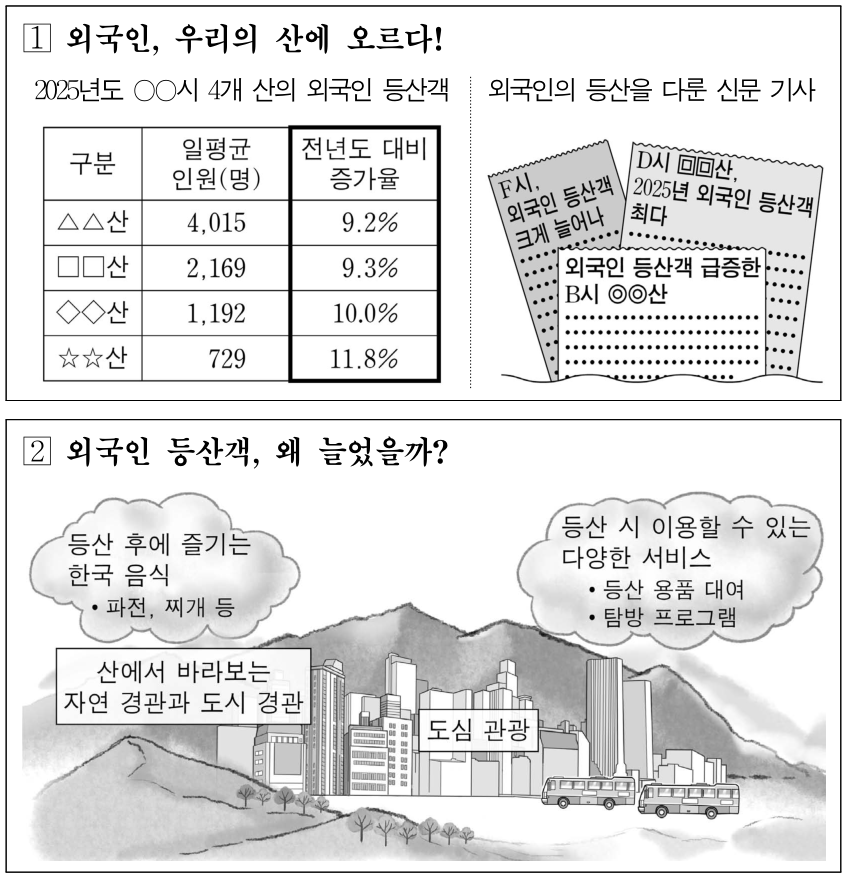 1 외국인, 우리의 산에 오르다!
2025년도 ○○시 4개 산의 외국인 등산객
구분 일평균 인원(명) 전년도 대비 증가율
△△산 4,015 9.2%
□□산 2,169 9.3%
◇◇산 1,192 10.0%
☆☆산 729 11.8%
외국인의 등산을 다룬 신문 기사
F시,
외국인 등산객
크게 늘어나
D시 回回산,
2025년 외국인 등산객
최다
외국인 등산객 급증한
B시 ◎◎산
2 외국인 등산객, 왜 늘었을까?
등산 후에 즐기는
한국 음식
• 파전, 찌개 등
등산 시 이용할 수 있는
다양한 서비스
• 등산 용품 대여
• 탐방 프로그램
산에서 바라보는
자연 경관과 도시 경관
도심 관광